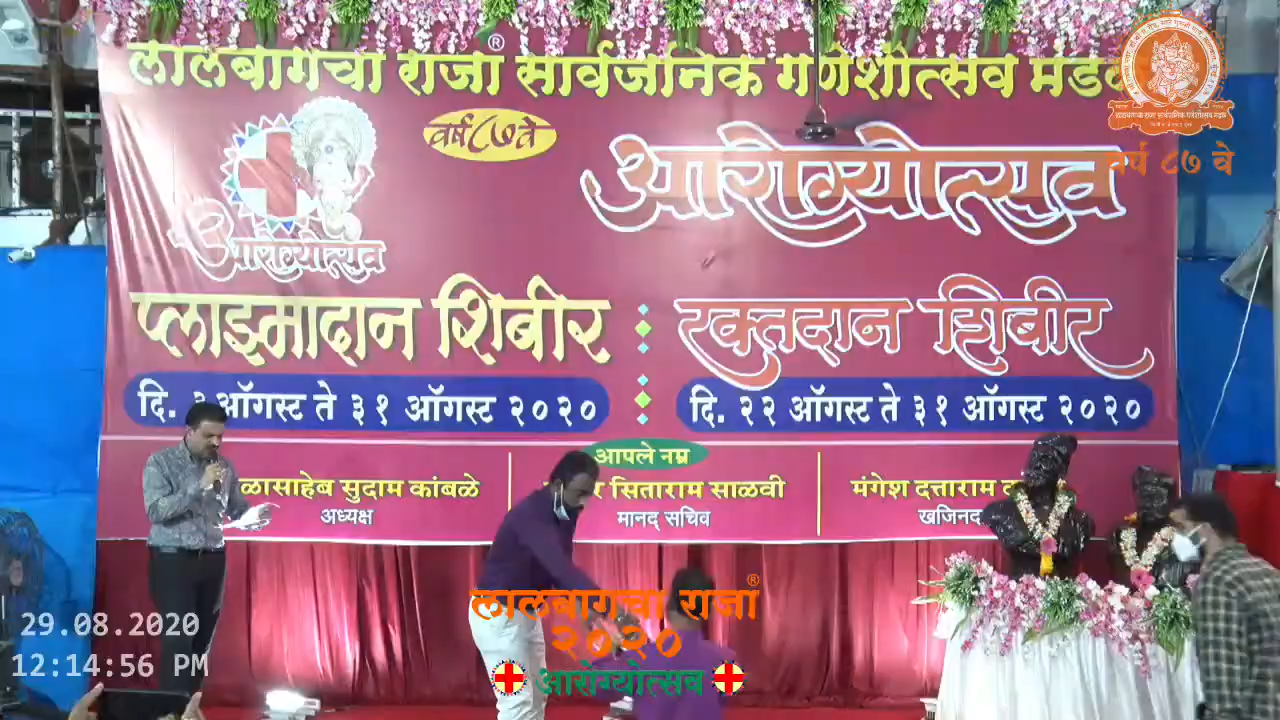 लालबागचा राजा® सार्वजनिक गणेशोत्सव मंडळ
वर्ष ८७ वे
आरोग्योत्सव
वर्ष ८७ वे
आरोग्योत्सव
प्लाझ्मादान शिबीर
रक्तदान शिबीर
दि. ३ ऑगस्ट ते ३१ ऑगस्ट २०२०
दि. २२ ऑगस्ट ते ३१ ऑगस्ट २०२०
आपले नम्र
ळासाहेब सुदाम कांबळे
अध्यक्ष
सिताराम साळवी
मानद सचिव
मंगेश दत्ताराम
खजिनद
लालबागचा राजा®
२०२०
आरोग्योत्सव
29.08.2020
12:14:56 PM